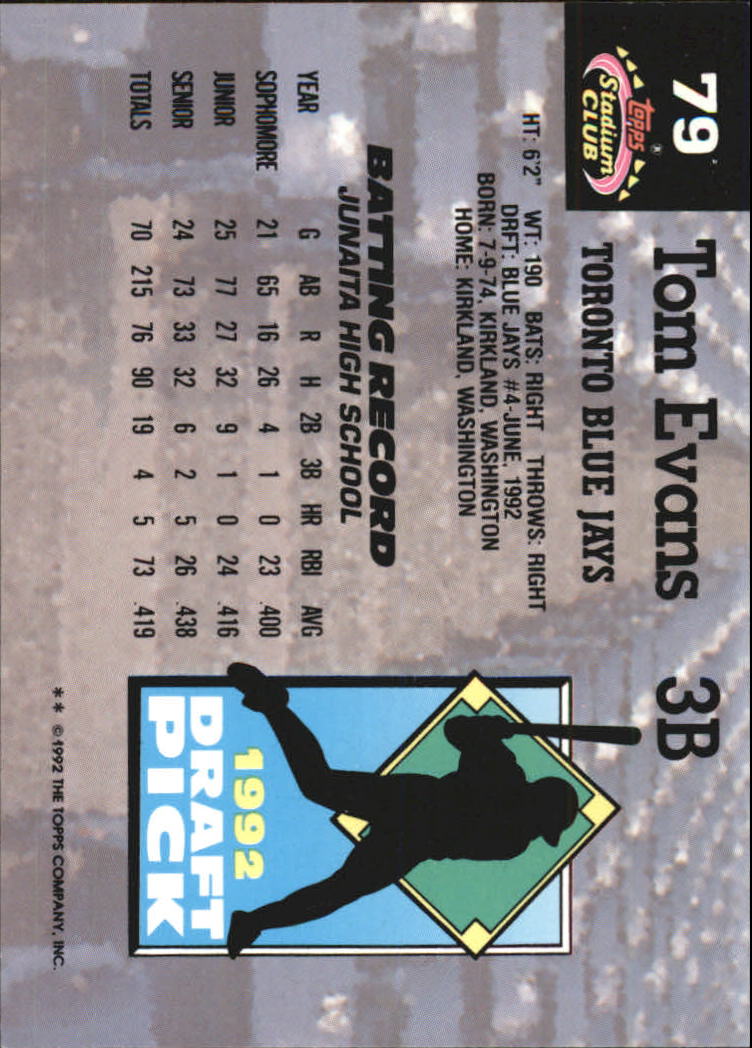 79
TOPPS ®
Stadium
CLUB
Tom Evans 3B
TORONTO BLUE JAYS
HT: 6'2" WT: 190 BATS: RIGHT THROWS: RIGHT
DRFT: BLUE JAYS #4-JUNE, 1992
BORN: 7-9-74, KIRKLAND, WASHINGTON
HOME: KIRKLAND, WASHINGTON
BATTING RECORD
JUNAITA HIGH SCHOOL
YEAR G AB R H 2B 3B HR RBI AVG
SOPHOMORE 21 65 16 26 4 1 0 23 .400
JUNIOR 25 77 27 32 9 1 0 24 .416
SENIOR 24 73 33 32 6 2 5 26 .438
TOTALS 70 215 76 90 19 4 5 73 .419
1992
DRAFT
PICK
** ©1992 THE TOPPS COMPANY, INC.